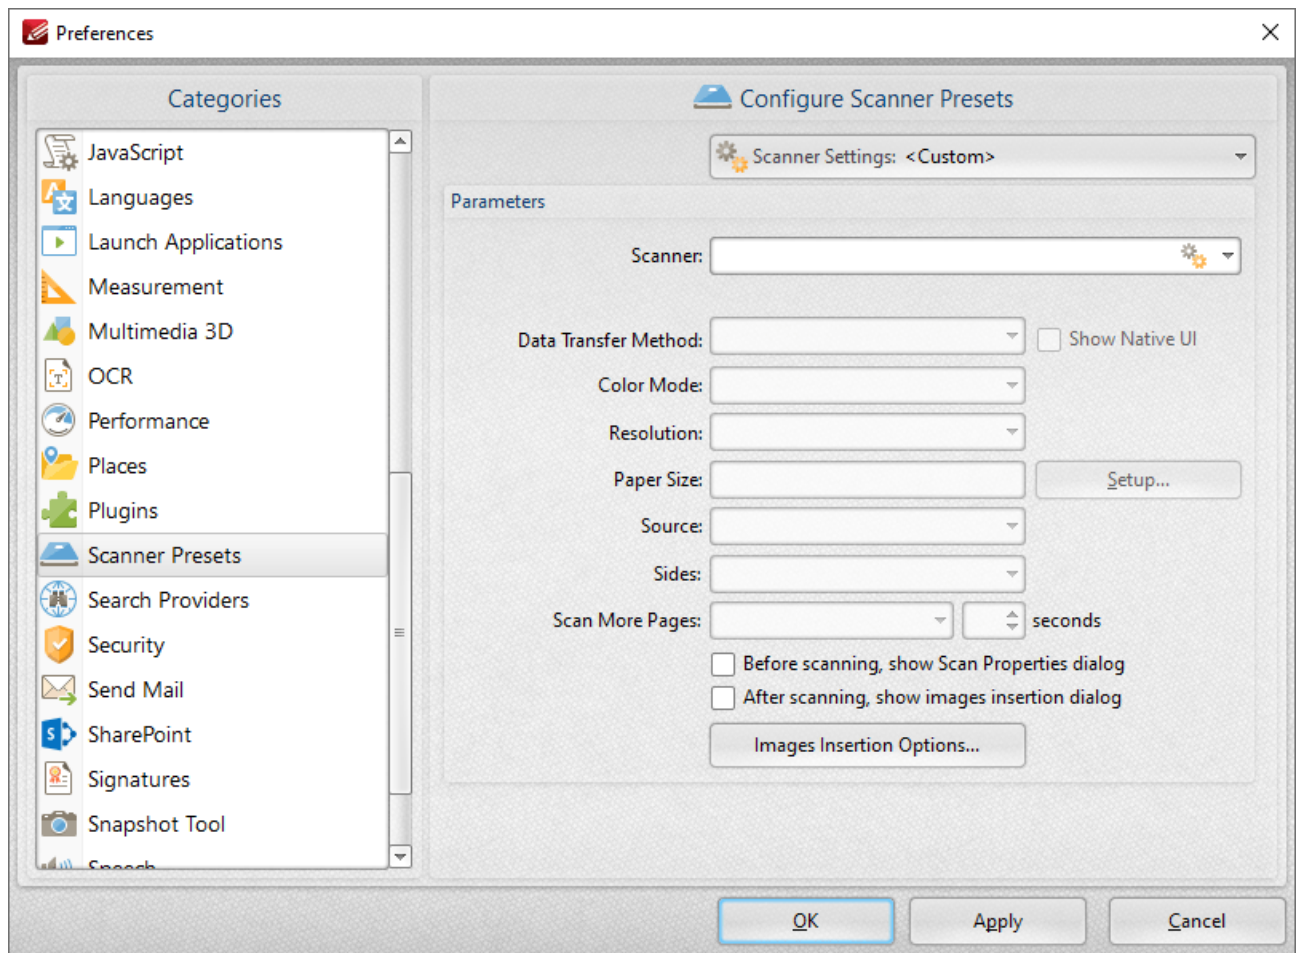 Preferences
Categories
JavaScript
Languages
Launch Applications
Measurement
Multimedia 3D
OCR
Performance
Places
Plugins
Scanner Presets
Search Providers
Security
Send Mail
SharePoint
Signatures
Snapshot Tool
Speech
Configure Scanner Presets
Scanner Settings: <Custom>
Parameters
Scanner:
Data Transfer Method:
Show Native UI
Color Mode:
Resolution:
Paper Size:
Setup...
Source:
Sides:
Scan More Pages:
seconds
Before scanning, show Scan Properties dialog
After scanning, show images insertion dialog
Images Insertion Options...
OK
Apply
Cancel